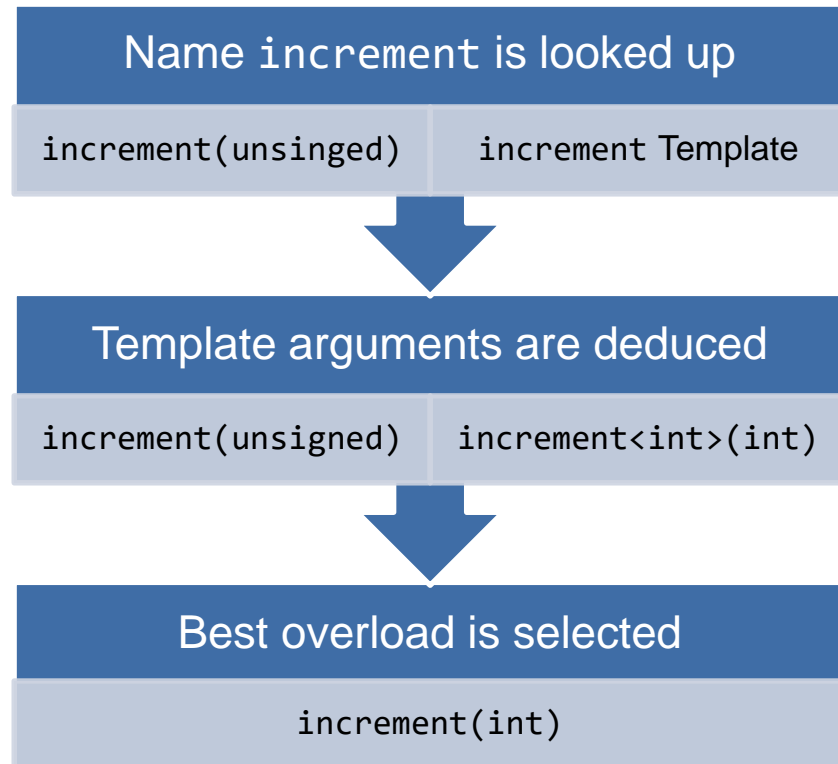 Name increment is looked up
increment(unsinged)
increment Template
Template arguments are deduced
increment(unsigned)
increment<int>(int)
Best overload is selected
increment(int)